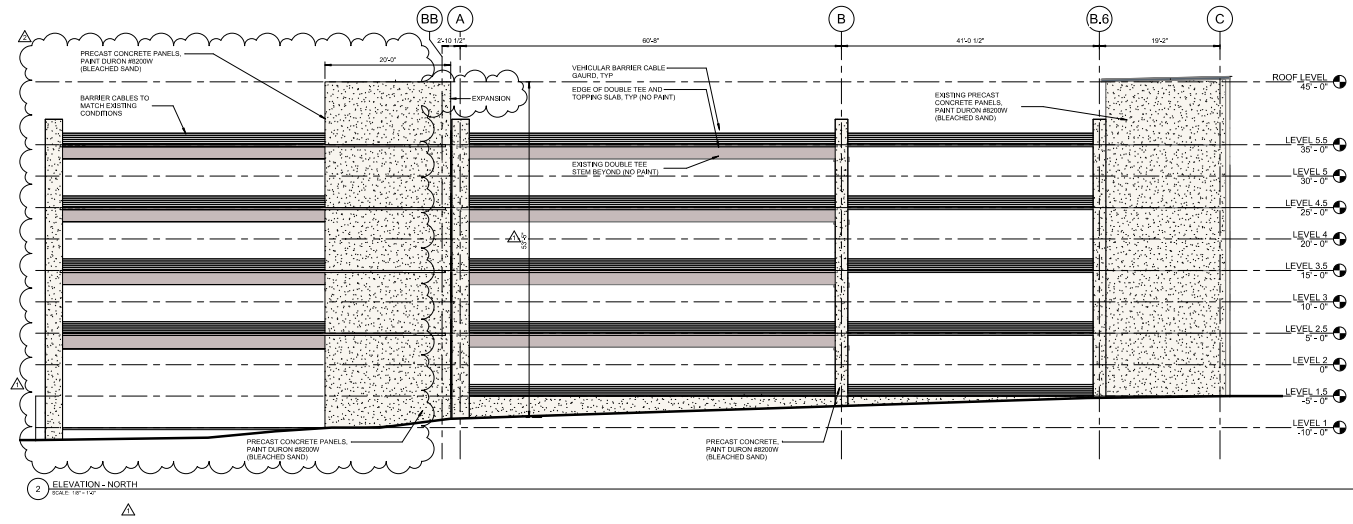 BB
A
B
B.6
C
2'-10 1/2"
60'-8"
41'-0 1/2"
19'-2"
2
PRECAST CONCRETE PANELS,
PAINT DURON #8200W
(BLEACHED SAND)
20'-0"
BARRIER CABLES TO
MATCH EXISTING
CONDITIONS
EXPANSION
VEHICULAR BARRIER CABLE
GAURD, TYP
EDGE OF DOUBLE TEE AND
TOPPING SLAB, TYP (NO PAINT)
EXISTING DOUBLE TEE
STEM BEYOND (NO PAINT)
EXISTING PRECAST
CONCRETE PANELS,
PAINT DURON #8200W
(BLEACHED SAND)
ROOF LEVEL
45' - 0"
LEVEL 5.5
35' - 0"
LEVEL 5
30' - 0"
LEVEL 4.5
25' - 0"
LEVEL 4
20' - 0"
LEVEL 3.5
15' - 0"
LEVEL 3
10' - 0"
LEVEL 2.5
5' - 0"
LEVEL 2
0"
LEVEL 1.5
-5' - 0"
LEVEL 1
-10' - 0"
1
1
PRECAST CONCRETE PANELS,
PAINT DURON #8200W
(BLEACHED SAND)
PRECAST CONCRETE,
PAINT DURON #8200W
(BLEACHED SAND)
2
ELEVATION - NORTH
SCALE: 1/8" = 1'-0"
1